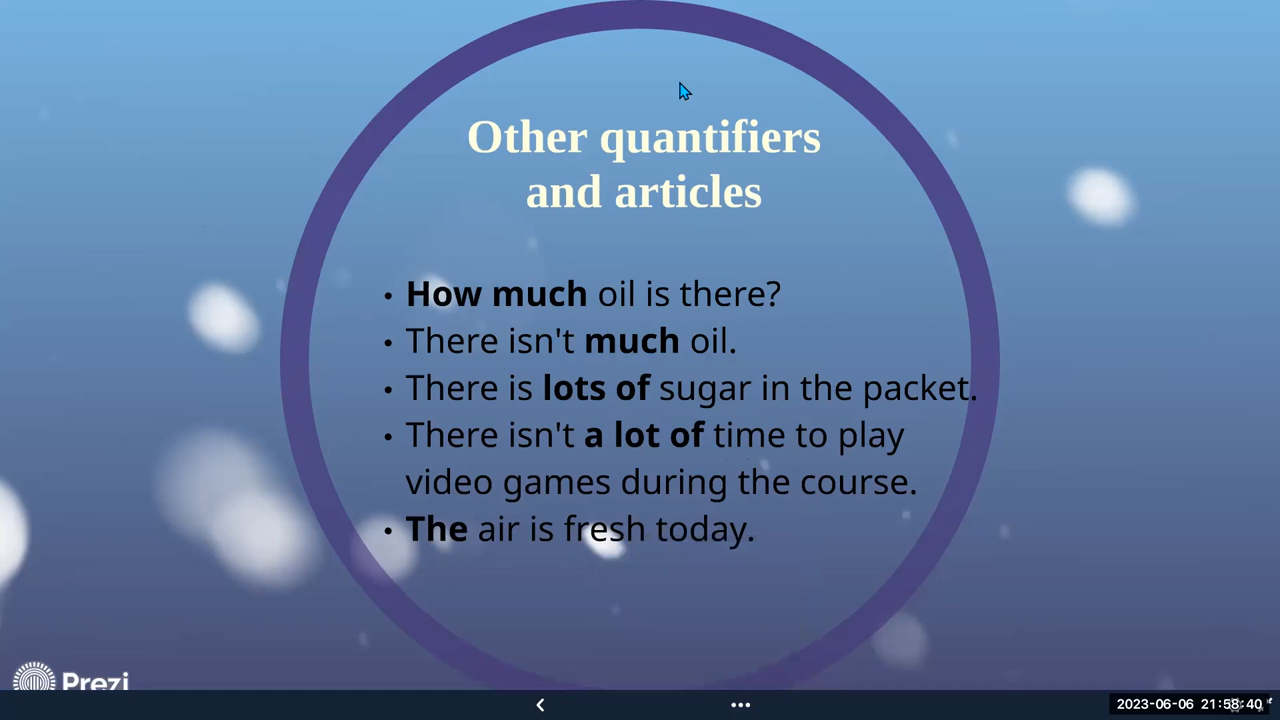 Other quantifiers
and articles
• How much oil is there?
• There isn't much oil.
• There is lots of sugar in the packet.
• There isn't a lot of time to play
video games during the course.
• The air is fresh today.
Prezi
2023-06-06 21:58:40